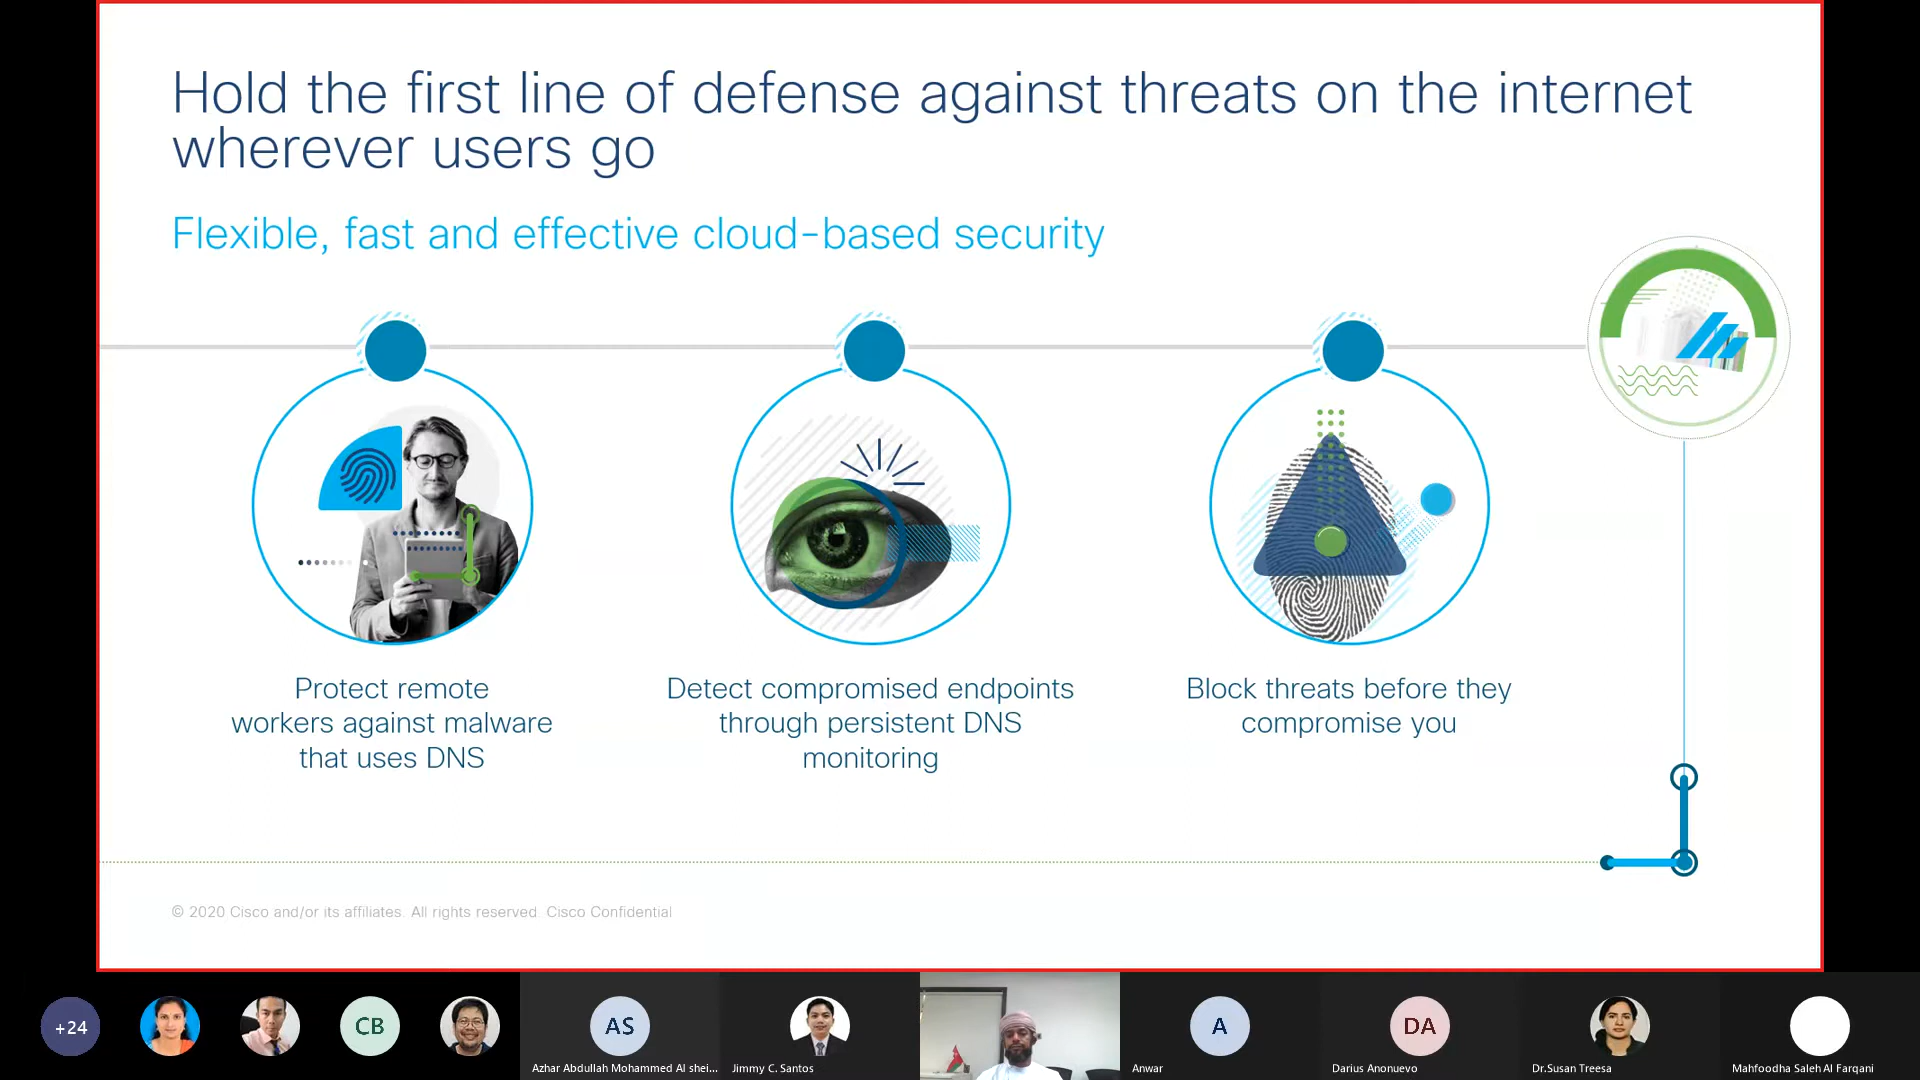 Hold the first line of defense against threats on the internet
wherever users go
Flexible, fast and effective cloud-based security
Protect remote
workers against malware
that uses DNS
Detect compromised endpoints
through persistent DNS
monitoring
Block threats before they
compromise you
© 2020 Cisco and/or its affiliates. All rights reserved. Cisco Confidential
+24
CB
AS
A
DA
Azhar Abdullah Mohammed Al shei...
Jimmy C. Santos
Anwar
Darius Anonuevo
Dr.Susan Treesa
Mahfoodha Saleh Al Farqani